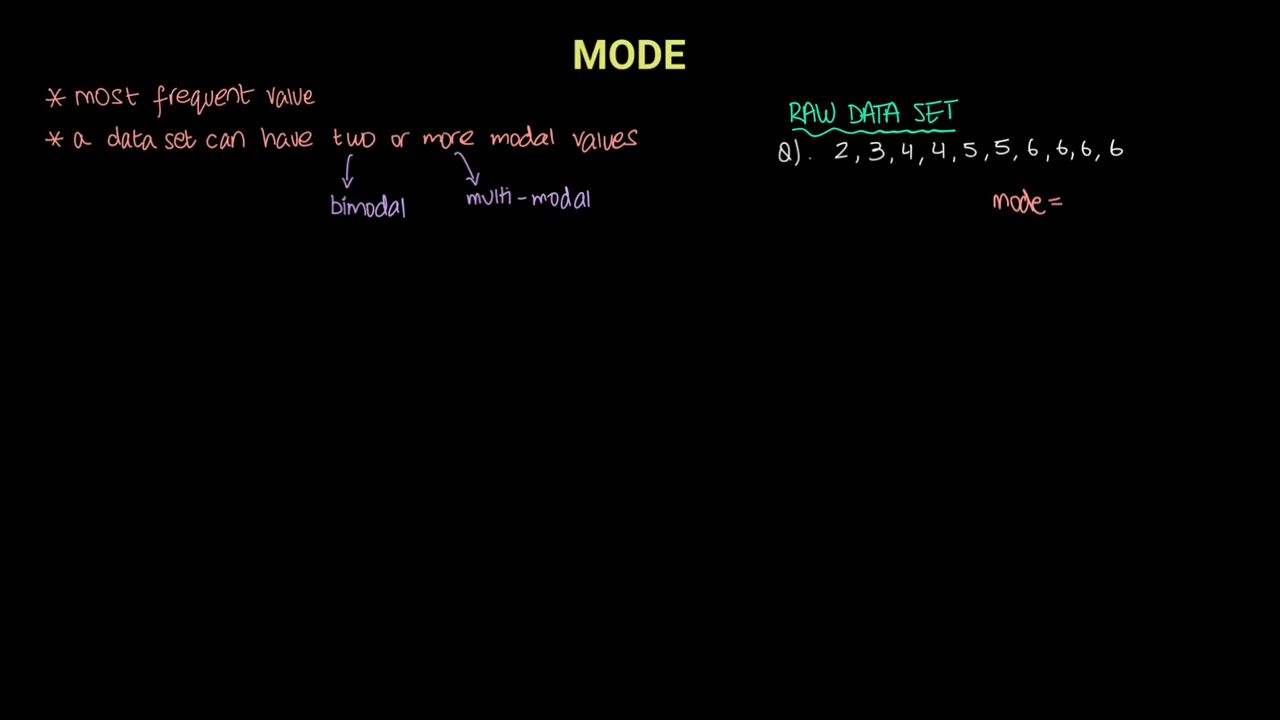 MODE
* most frequent value
* a data set can have two or more modal values
bimodal
multi-modal
RAW DATA SET
Q). 2, 3, 4, 4, 5, 5, 6, 6, 6, 6
mode =